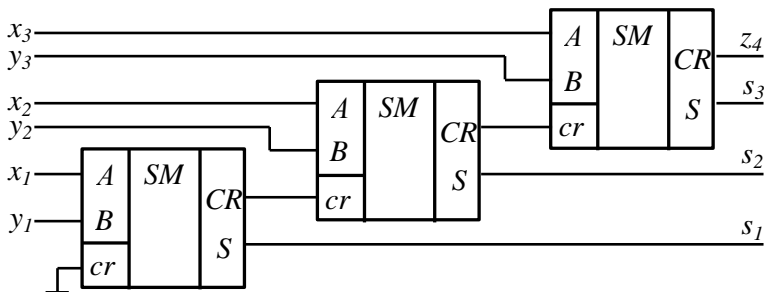 x3 A SM CR z4
y3 B S s3
cr
x2 A SM CR
y2 B S s2
cr
x1 A SM CR
y1 B S s1
cr